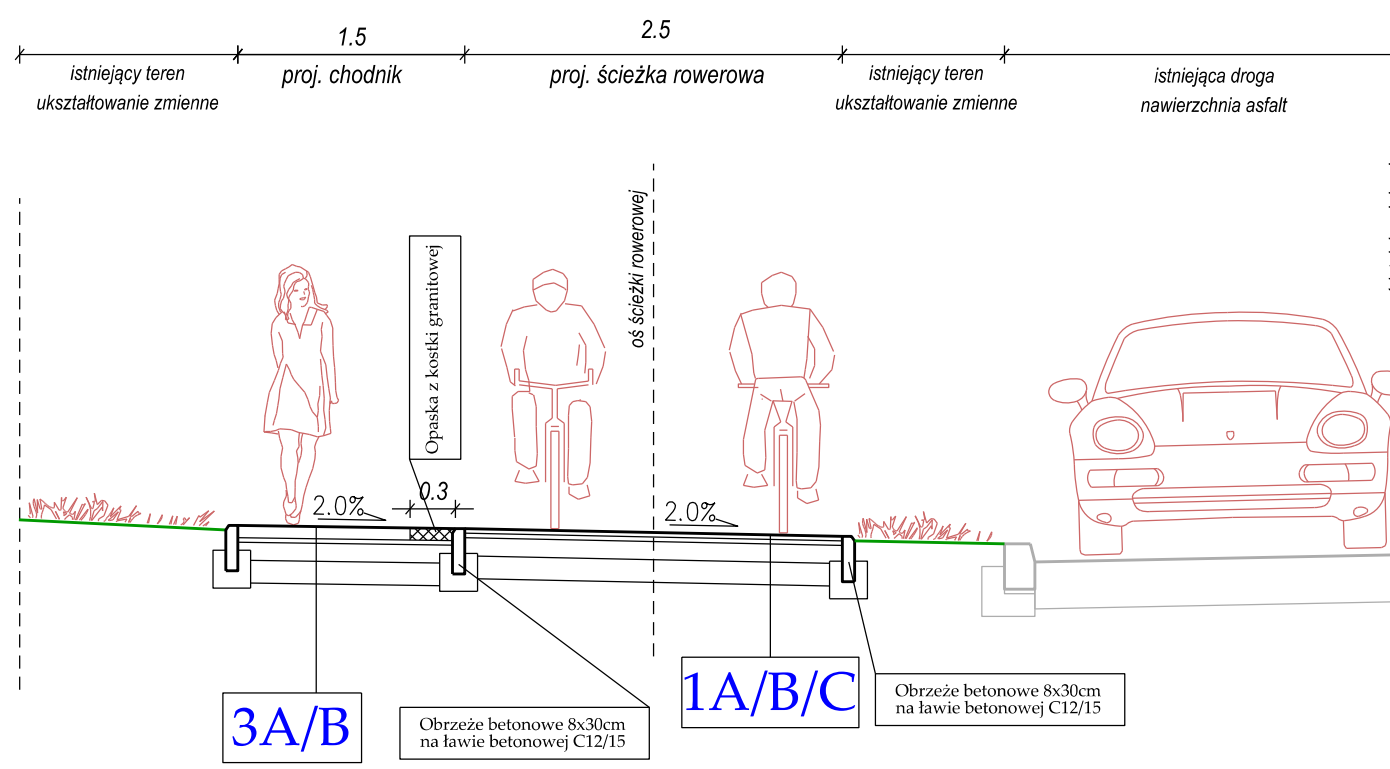 1.5
2.5
istniejący teren
ukształtowanie zmienne
proj. chodnik
proj. ścieżka rowerowa
istniejący teren
ukształtowanie zmienne
istniejąca droga
nawierzchnia asfalt
Opaska z kostki granitowej
oś ścieżki rowerowej
0.3
2.0%
2.0%
3A/B
Obrzeże betonowe 8x30cm
na ławie betonowej C12/15
1A/B/C
Obrzeże betonowe 8x30cm
na ławie betonowej C12/15